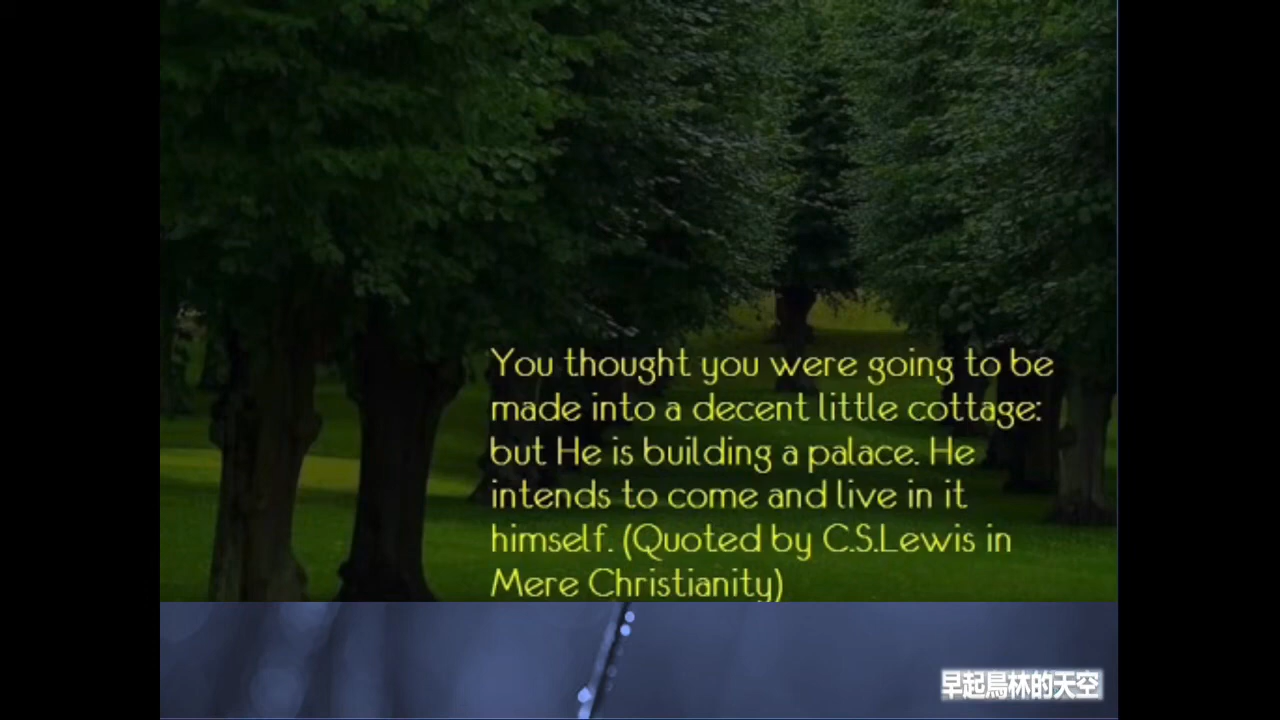 You thought you were going to be
made into a decent little cottage:
but He is building a palace. He
intends to come and live in it
himself. (Quoted by C.S.Lewis in
Mere Christianity)
早起鳥林的天空